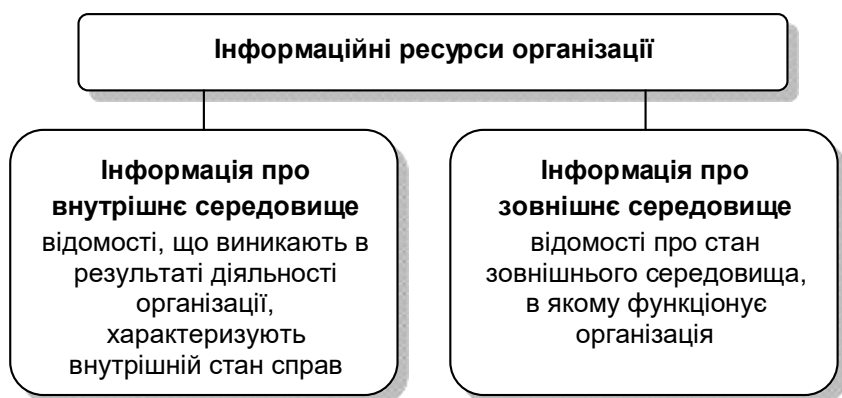 Інформаційні ресурси організації
Інформація про
внутрішнє середовище
відомості, що виникають в
результаті діяльності
організації,
характеризують
внутрішній стан справ
Інформація про
зовнішнє середовище
відомості про стан
зовнішнього середовища,
в якому функціонує
організація